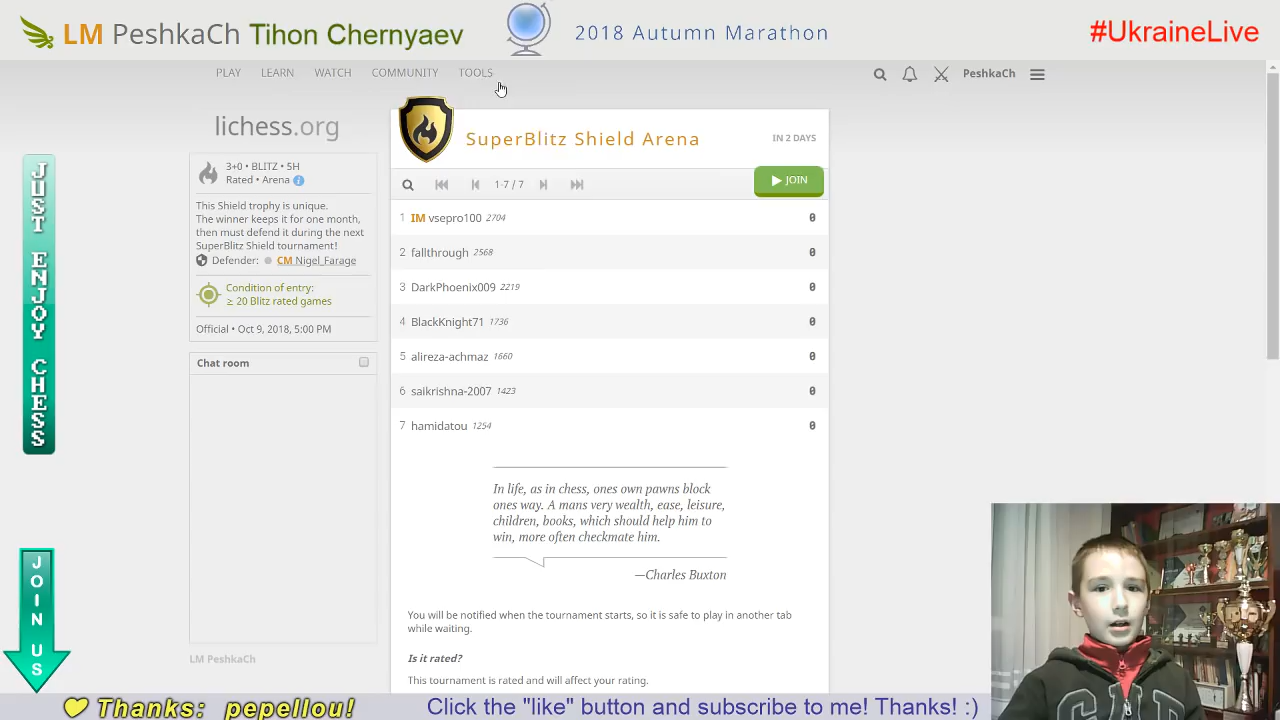 LM PeshkaCh Tihon Chernyaev
2018 Autumn Marathon
#UkraineLive
PLAY LEARN WATCH COMMUNITY TOOLS
PeshkaCh
lichess.org
3+0 • BLITZ • 5H
Rated • Arena
This Shield trophy is unique.
The winner keeps it for one month,
then must defend it during the next
SuperBlitz Shield tournament!
Defender: CM Nigel_Farage
Condition of entry:
≥ 20 Blitz rated games
Official • Oct 9, 2018, 5:00 PM
Chat room
LM PeshkaCh
JUST ENJOY CHESS
JOIN US
SuperBlitz Shield Arena
IN 2 DAYS
1-7 / 7
JOIN
1 IM vsepro100 2704 0
2 fallthrough 2568 0
3 DarkPhoenix009 2219 0
4 BlackKnight71 1736 0
5 alireza-achmaz 1660 0
6 saikrishna-2007 1423 0
7 hamidatou 1254 0
In life, as in chess, ones own pawns block
ones way. A mans very wealth, ease, leisure,
children, books, which should help him to
win, more often checkmate him.
—Charles Buxton
You will be notified when the tournament starts, so it is safe to play in another tab
while waiting.
Is it rated?
This tournament is rated and will affect your rating.
Thanks: pepellou!
Click the "like" button and subscribe to me! Thanks! :)
GAP